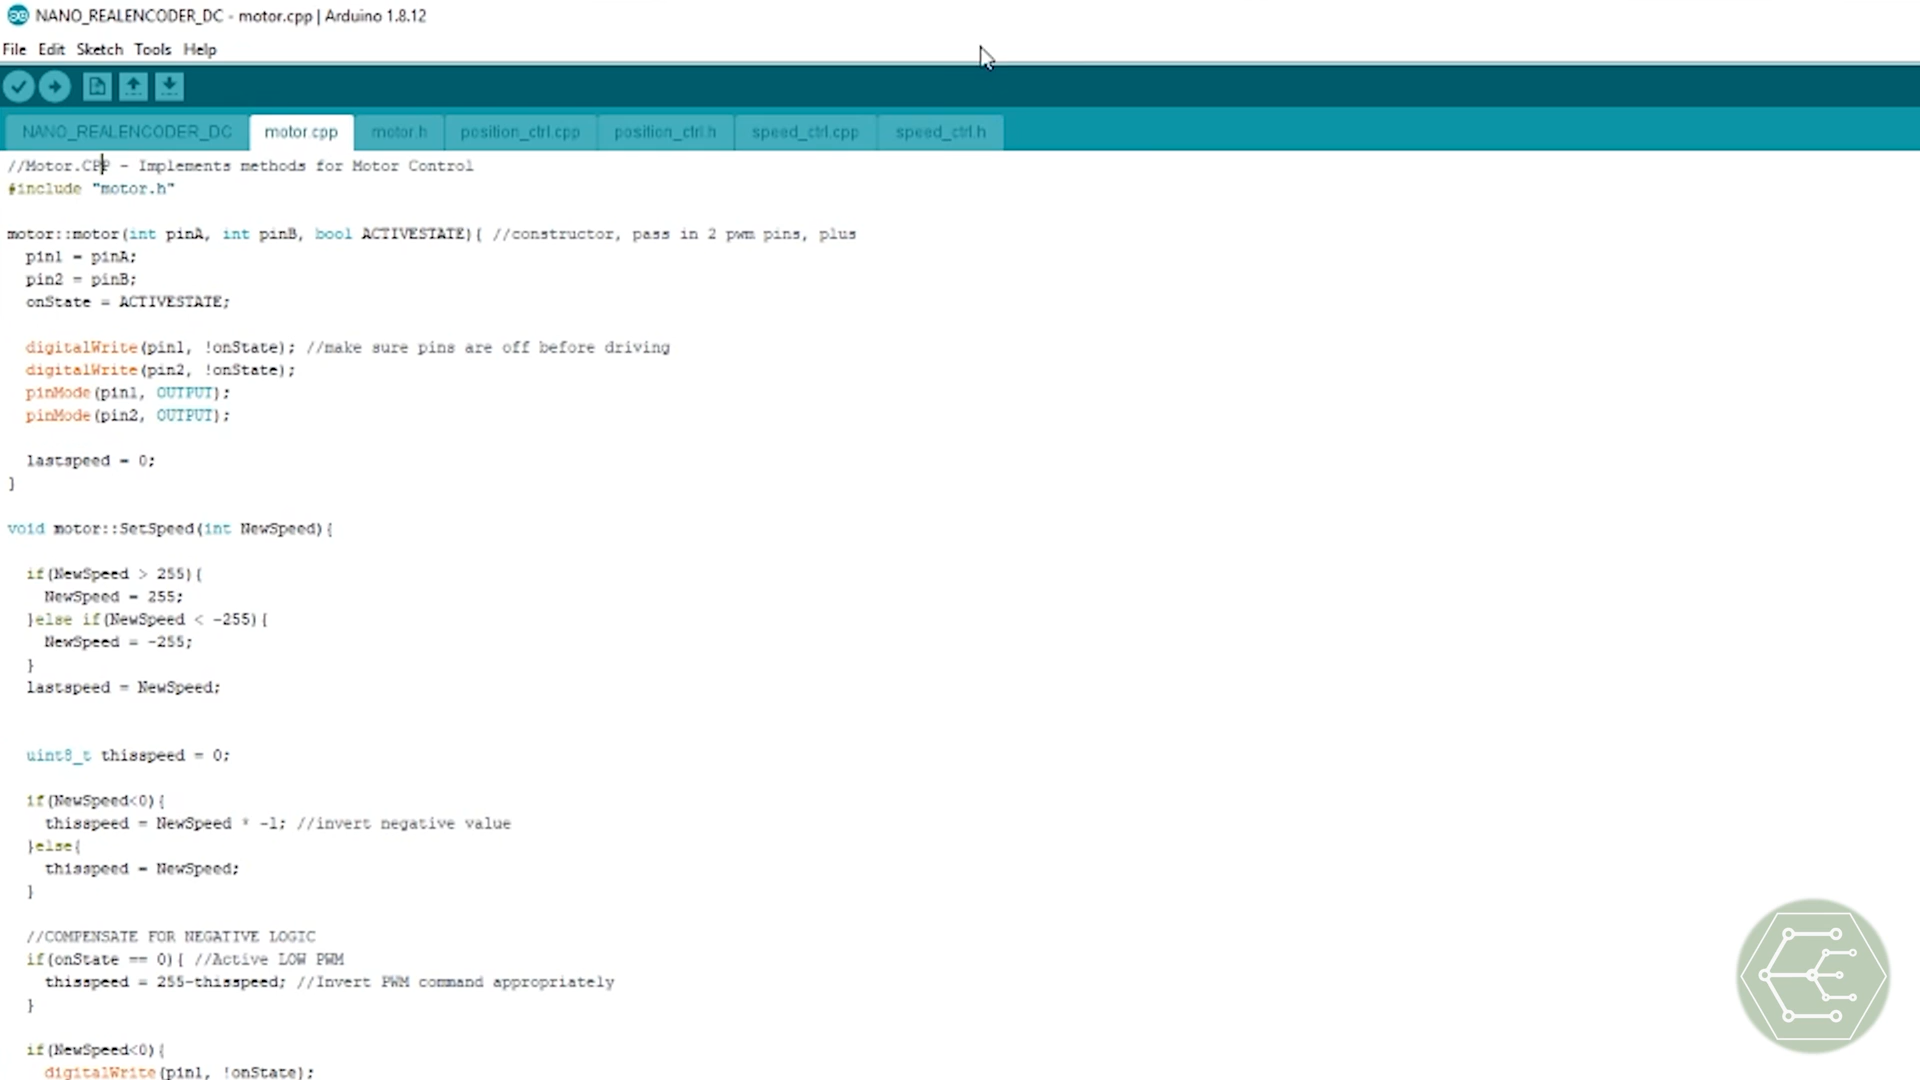 NANO_REALENCODER_DC - motor.cpp | Arduino 1.8.12
File Edit Sketch Tools Help
NANO_REALENCODER_DC motor.cpp motor.h position_ctrl.cpp position_ctrl.h speed_ctrl.cpp speed_ctrl.h
//Motor.CPP - Implements methods for Motor Control
#include "motor.h"
motor::motor(int pinA, int pinB, bool ACTIVESTATE){ //constructor, pass in 2 pwm pins, plus
pin1 = pinA;
pin2 = pinB;
onState = ACTIVESTATE;
digitalWrite(pin1, !onState); //make sure pins are off before driving
digitalWrite(pin2, !onState);
pinMode(pin1, OUTPUT);
pinMode(pin2, OUTPUT);
lastspeed = 0;
}
void motor::SetSpeed(int NewSpeed){
if(NewSpeed > 255){
NewSpeed = 255;
}else if(NewSpeed < -255){
NewSpeed = -255;
}
lastspeed = NewSpeed;
uint8_t thisspeed = 0;
if(NewSpeed<0){
thisspeed = NewSpeed * -1; //invert negative value
}else{
thisspeed = NewSpeed;
}
//COMPENSATE FOR NEGATIVE LOGIC
if(onState == 0){ //Active LOW PWM
thisspeed = 255-thisspeed; //Invert PWM command appropriately
}
if(NewSpeed<0){
digitalWrite(pin1, !onState);